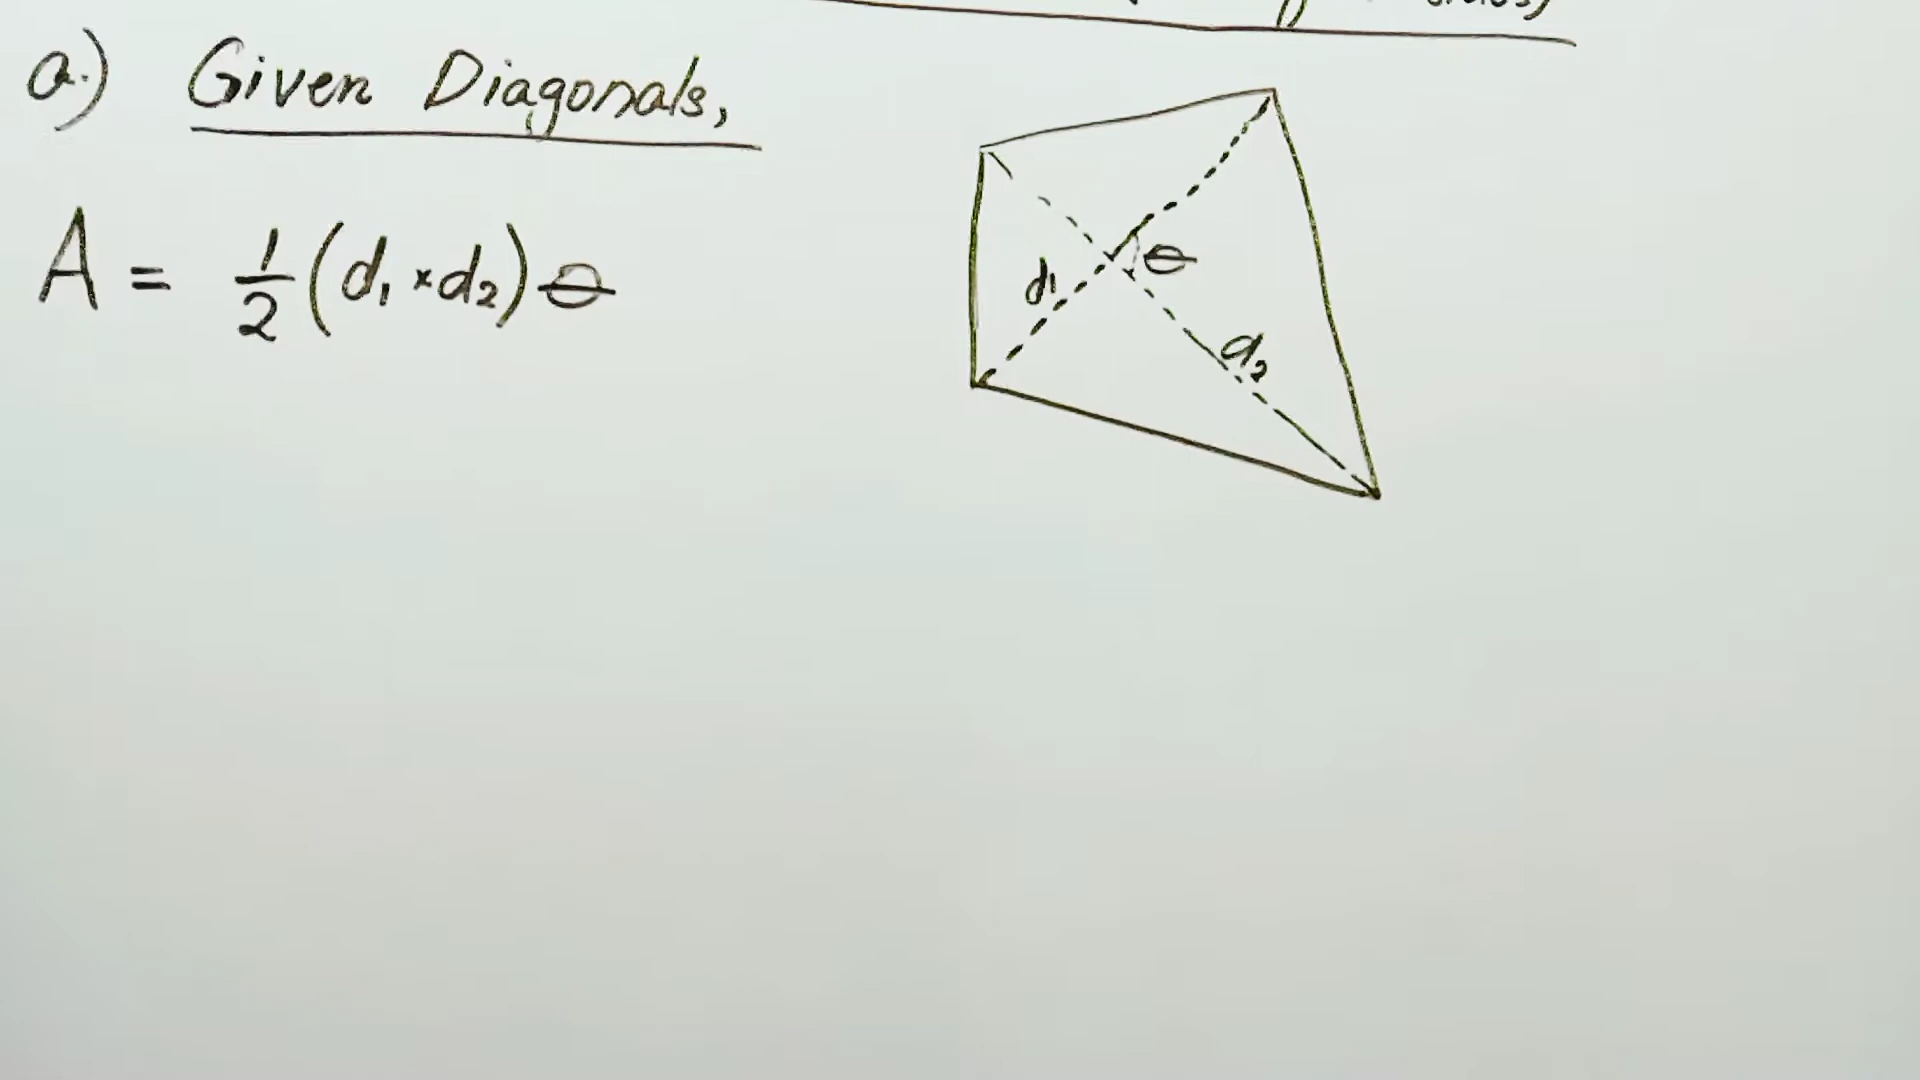 a.) Given Diagonals,
A = 1/2 (d₁ × d₂) θ
θ
d₁
d₂